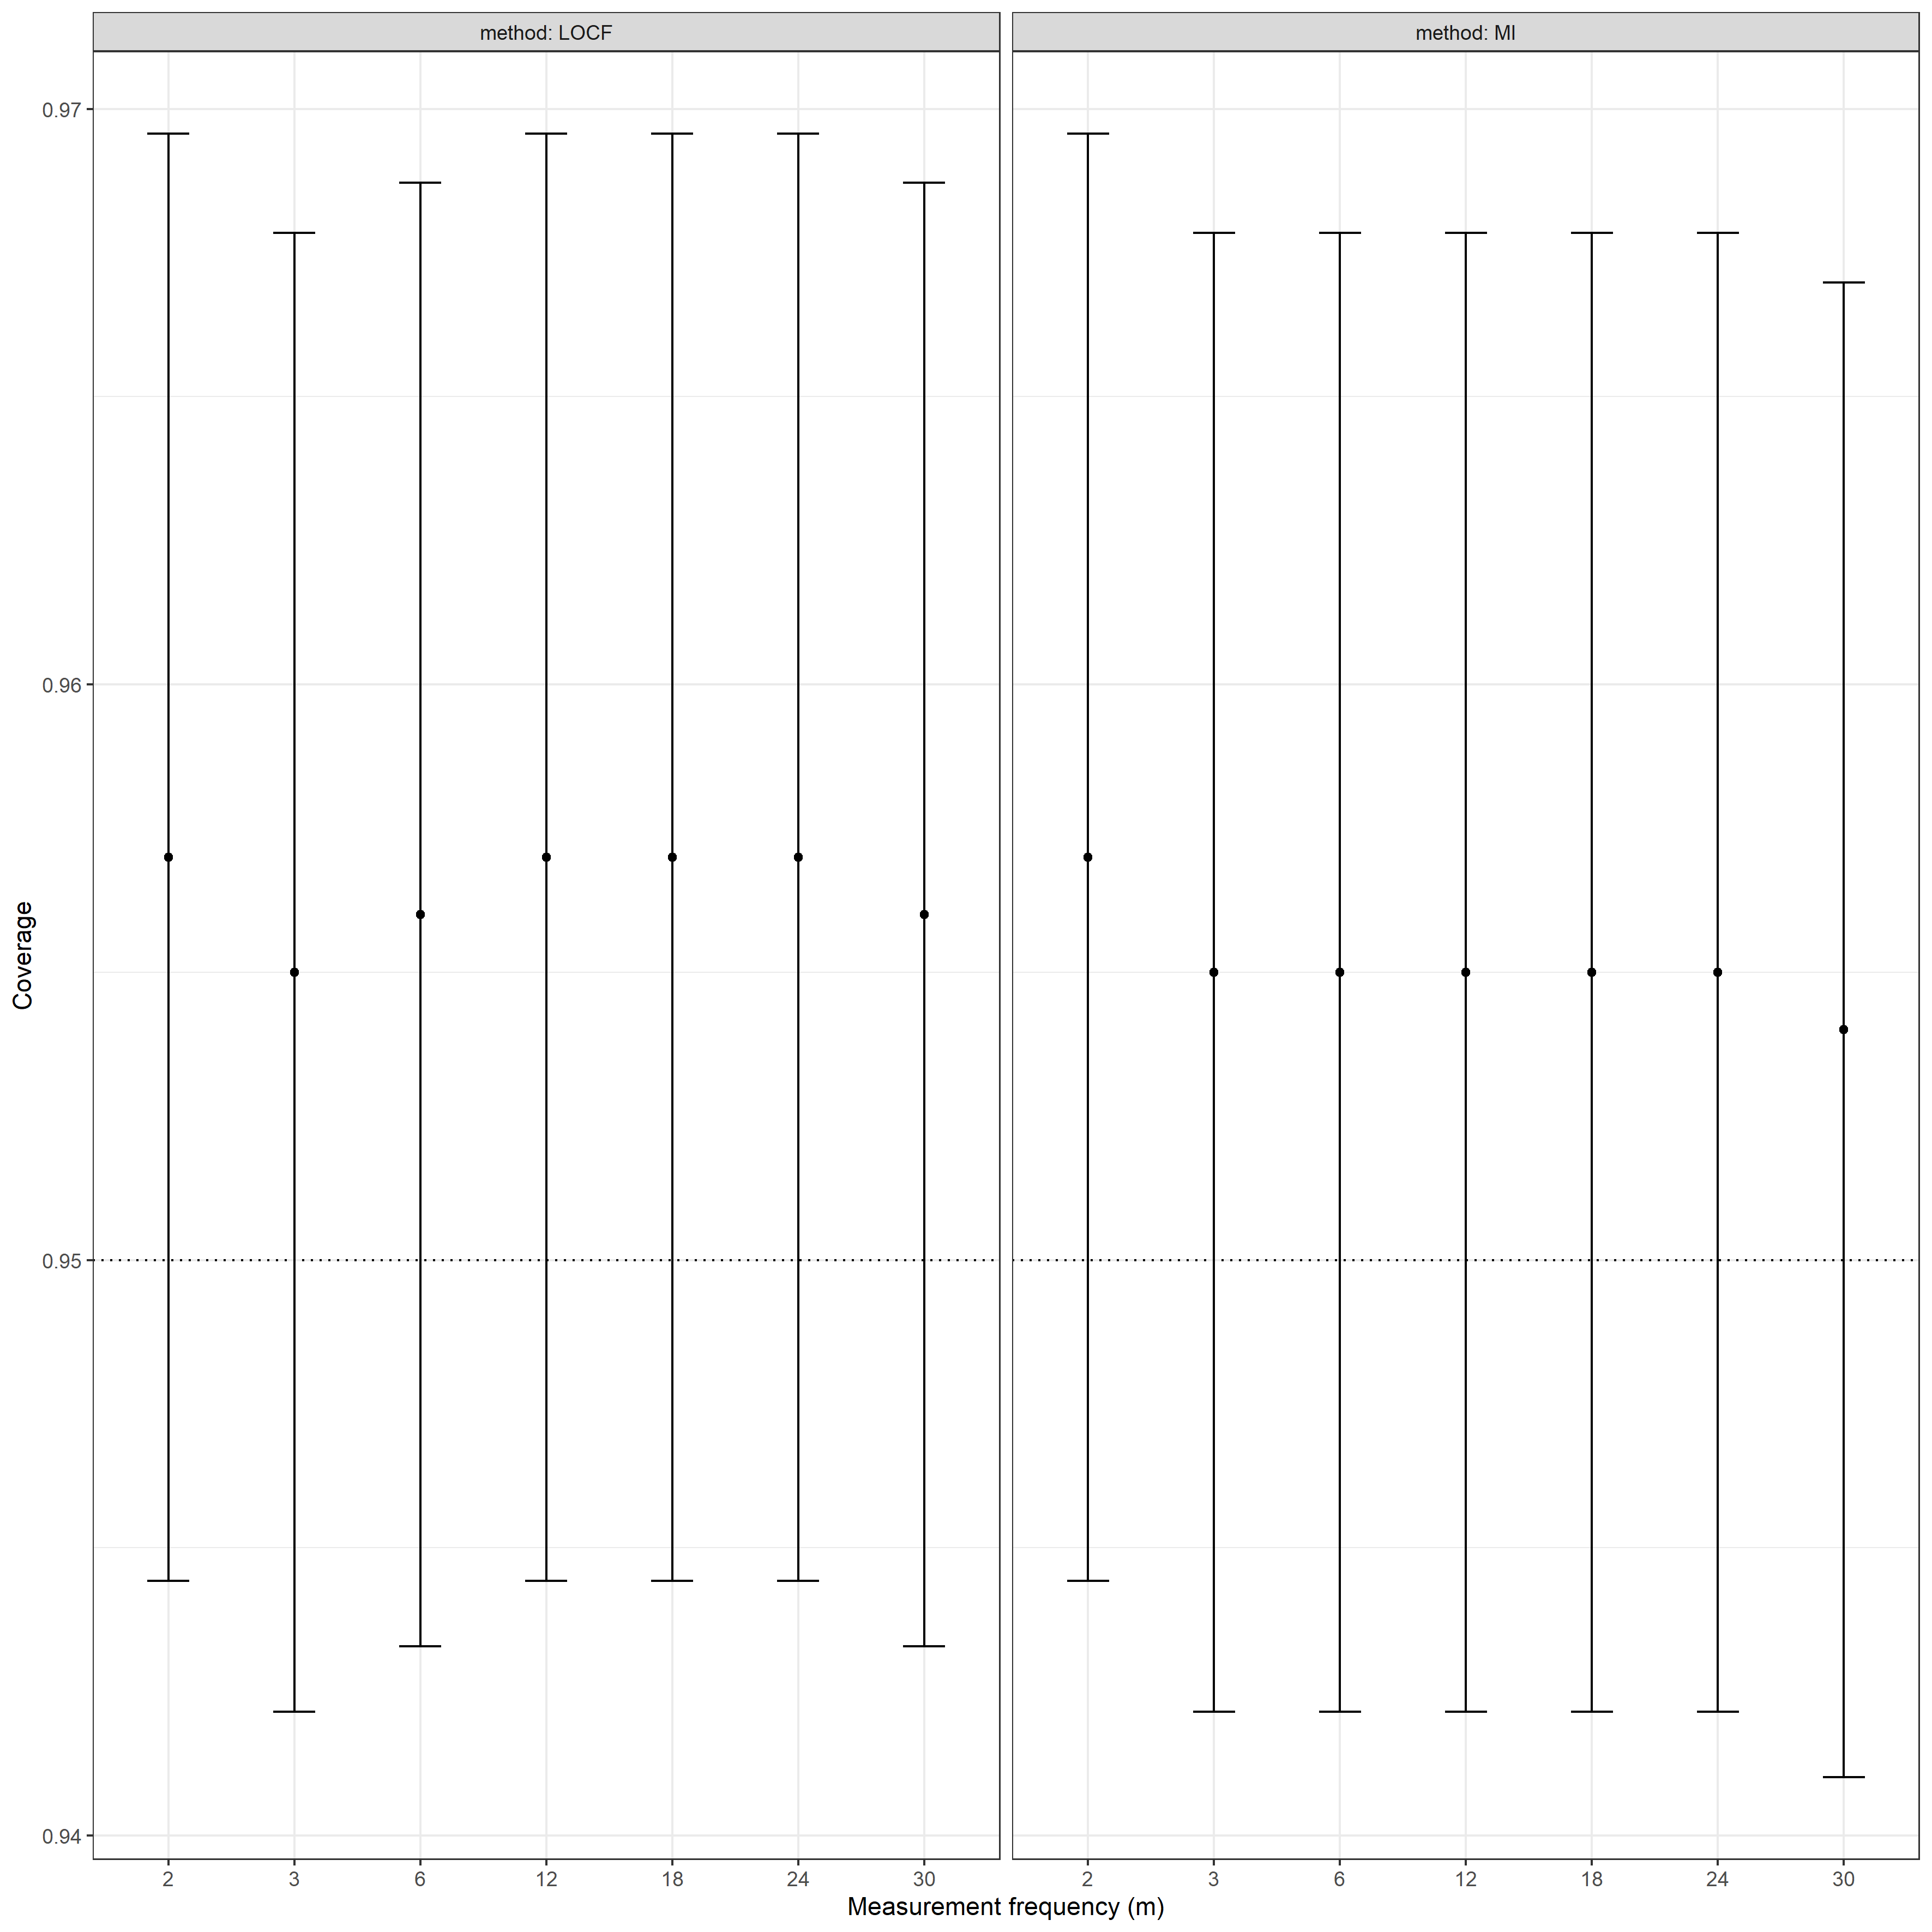 method: LOCF
method: MI
0.97
0.96
0.95
0.94
Coverage
2 3 6 12 18 24 30
2 3 6 12 18 24 30
Measurement frequency (m)